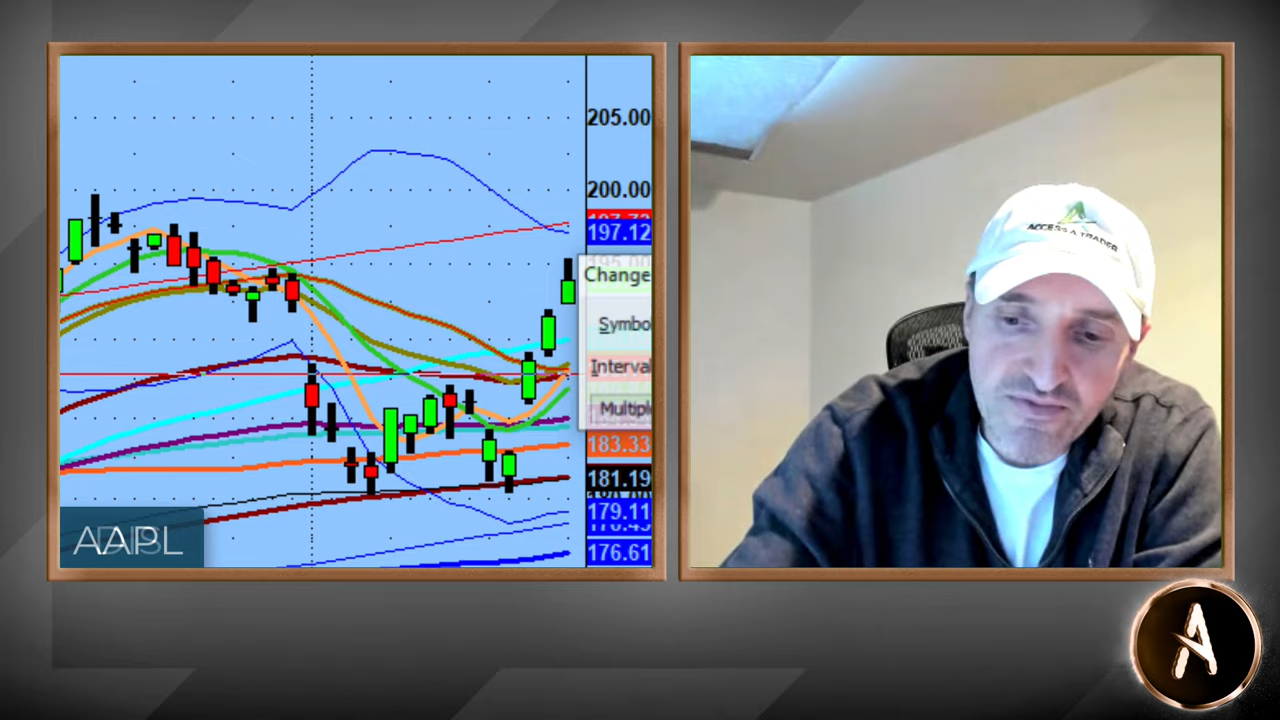 205.00
200.00
197.12
Change
Symbo
Interval
Multiple
183.33
181.19
179.11
176.61
AAPL
ACCESS A TRADER
A